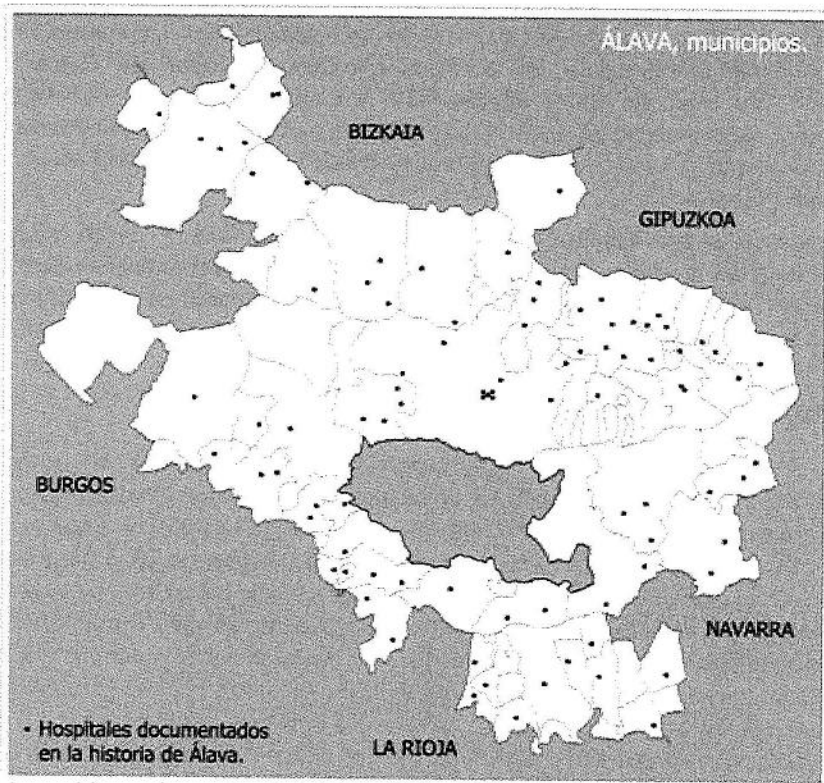 ÁLAVA, municipios.
BIZKAIA
GIPUZKOA
BURGOS
NAVARRA
• Hospitales documentados
en la historia de Álava.
LA RIOJA